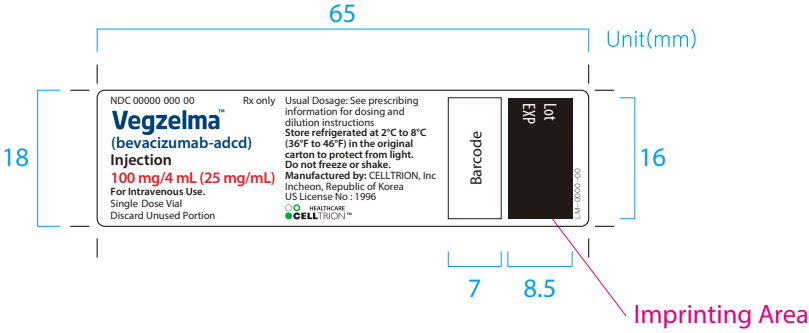 65
Unit(mm)
18
NDC 00000 000 00 Rx only
Vegzelma™
(bevacizumab-adcd)
Injection
100 mg/4 mL (25 mg/mL)
For Intravenous Use.
Single Dose Vial
Discard Unused Portion
Usual Dosage: See prescribing
information for dosing and
dilution instructions
Store refrigerated at 2°C to 8°C
(36°F to 46°F) in the original
carton to protect from light.
Do not freeze or shake.
Manufactured by: CELLTRION, Inc
Incheon, Republic of Korea
US License No : 1996
HEALTHCARE
CELLTRION™
Barcode
Lot
EXP
LM-0000-00
16
7
8.5
Imprinting Area